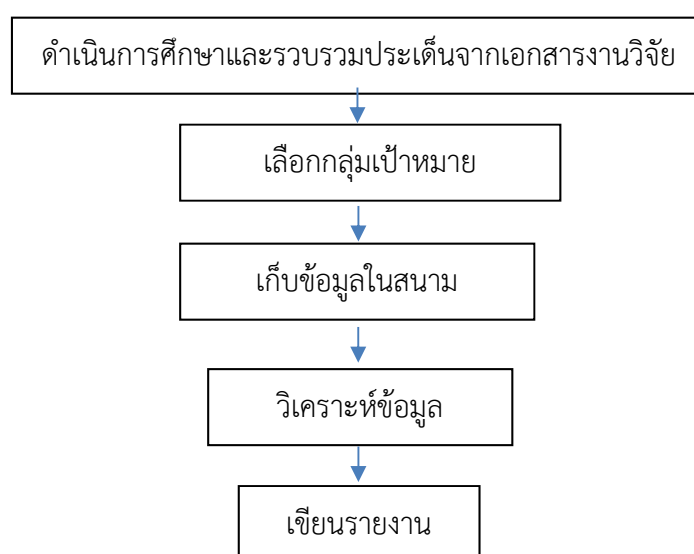 ดำเนินการศึกษาและรวบรวมประเด็นจากเอกสารงานวิจัย
เลือกกลุ่มเป้าหมาย
เก็บข้อมูลในสนาม
วิเคราะห์ข้อมูล
เขียนรายงาน